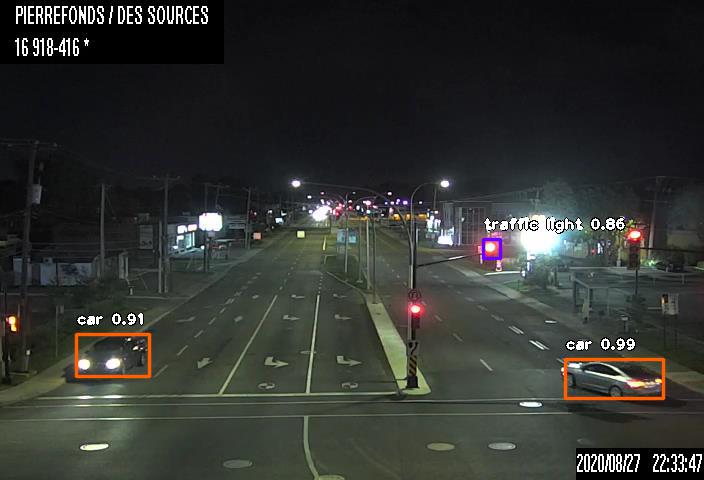 PIERREFONDS / DES SOURCES
16 918-416 *
traffic light 0.86
car 0.91
car 0.99
2020/08/27 22:33:47